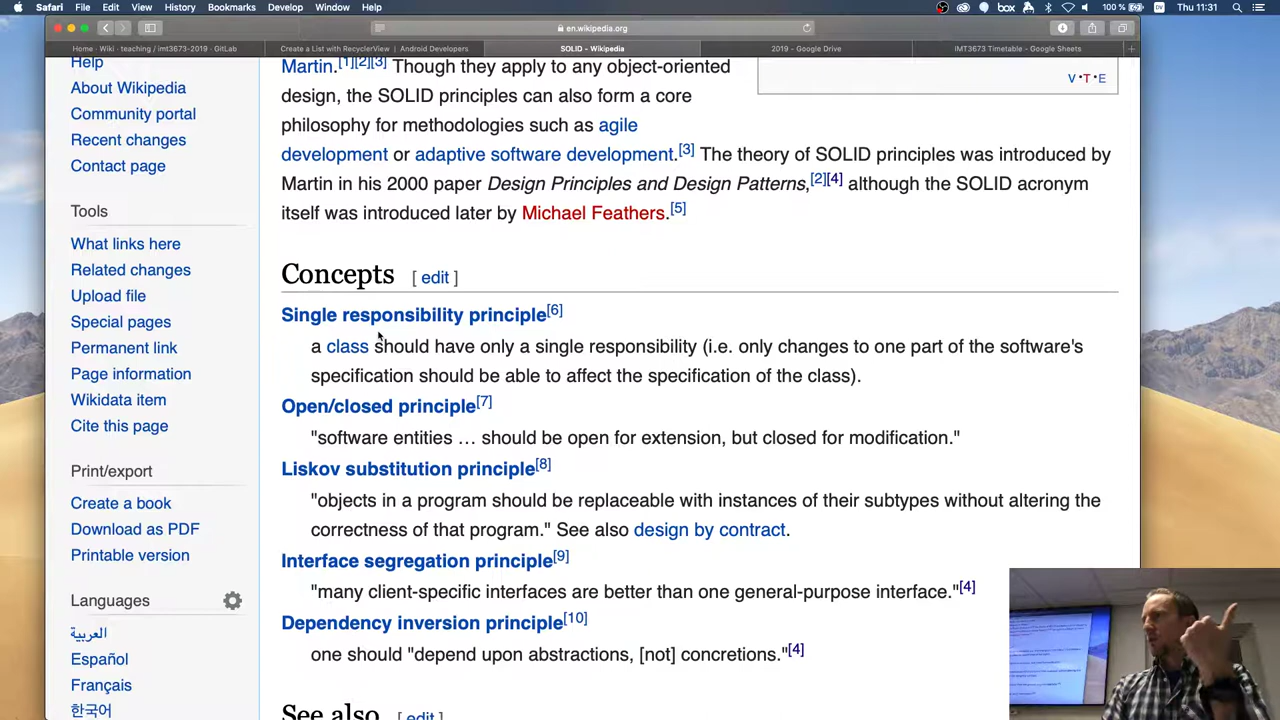 Safari File Edit View History Bookmarks Develop Window Help
box 100 % DV Thu 11:31
en.wikipedia.org
Home · Wiki · teaching / imt3673-2019 · GitLab
Create a List with RecyclerView | Android Developers
SOLID – Wikipedia
2019 – Google Drive
IMT3673 Timetable – Google Sheets
Help
About Wikipedia
Community portal
Recent changes
Contact page
Tools
What links here
Related changes
Upload file
Special pages
Permanent link
Page information
Wikidata item
Cite this page
Print/export
Create a book
Download as PDF
Printable version
Languages
العربية
Español
Français
한국어
Martin.[1][2][3] Though they apply to any object-oriented
design, the SOLID principles can also form a core
philosophy for methodologies such as agile
development or adaptive software development.[3] The theory of SOLID principles was introduced by
Martin in his 2000 paper Design Principles and Design Patterns,[2][4] although the SOLID acronym
itself was introduced later by Michael Feathers.[5]
V·T·E
Concepts [ edit ]
Single responsibility principle[6]
a class should have only a single responsibility (i.e. only changes to one part of the software's
specification should be able to affect the specification of the class).
Open/closed principle[7]
"software entities … should be open for extension, but closed for modification."
Liskov substitution principle[8]
"objects in a program should be replaceable with instances of their subtypes without altering the
correctness of that program." See also design by contract.
Interface segregation principle[9]
"many client-specific interfaces are better than one general-purpose interface."[4]
Dependency inversion principle[10]
one should "depend upon abstractions, [not] concretions."[4]
See also [ edit ]